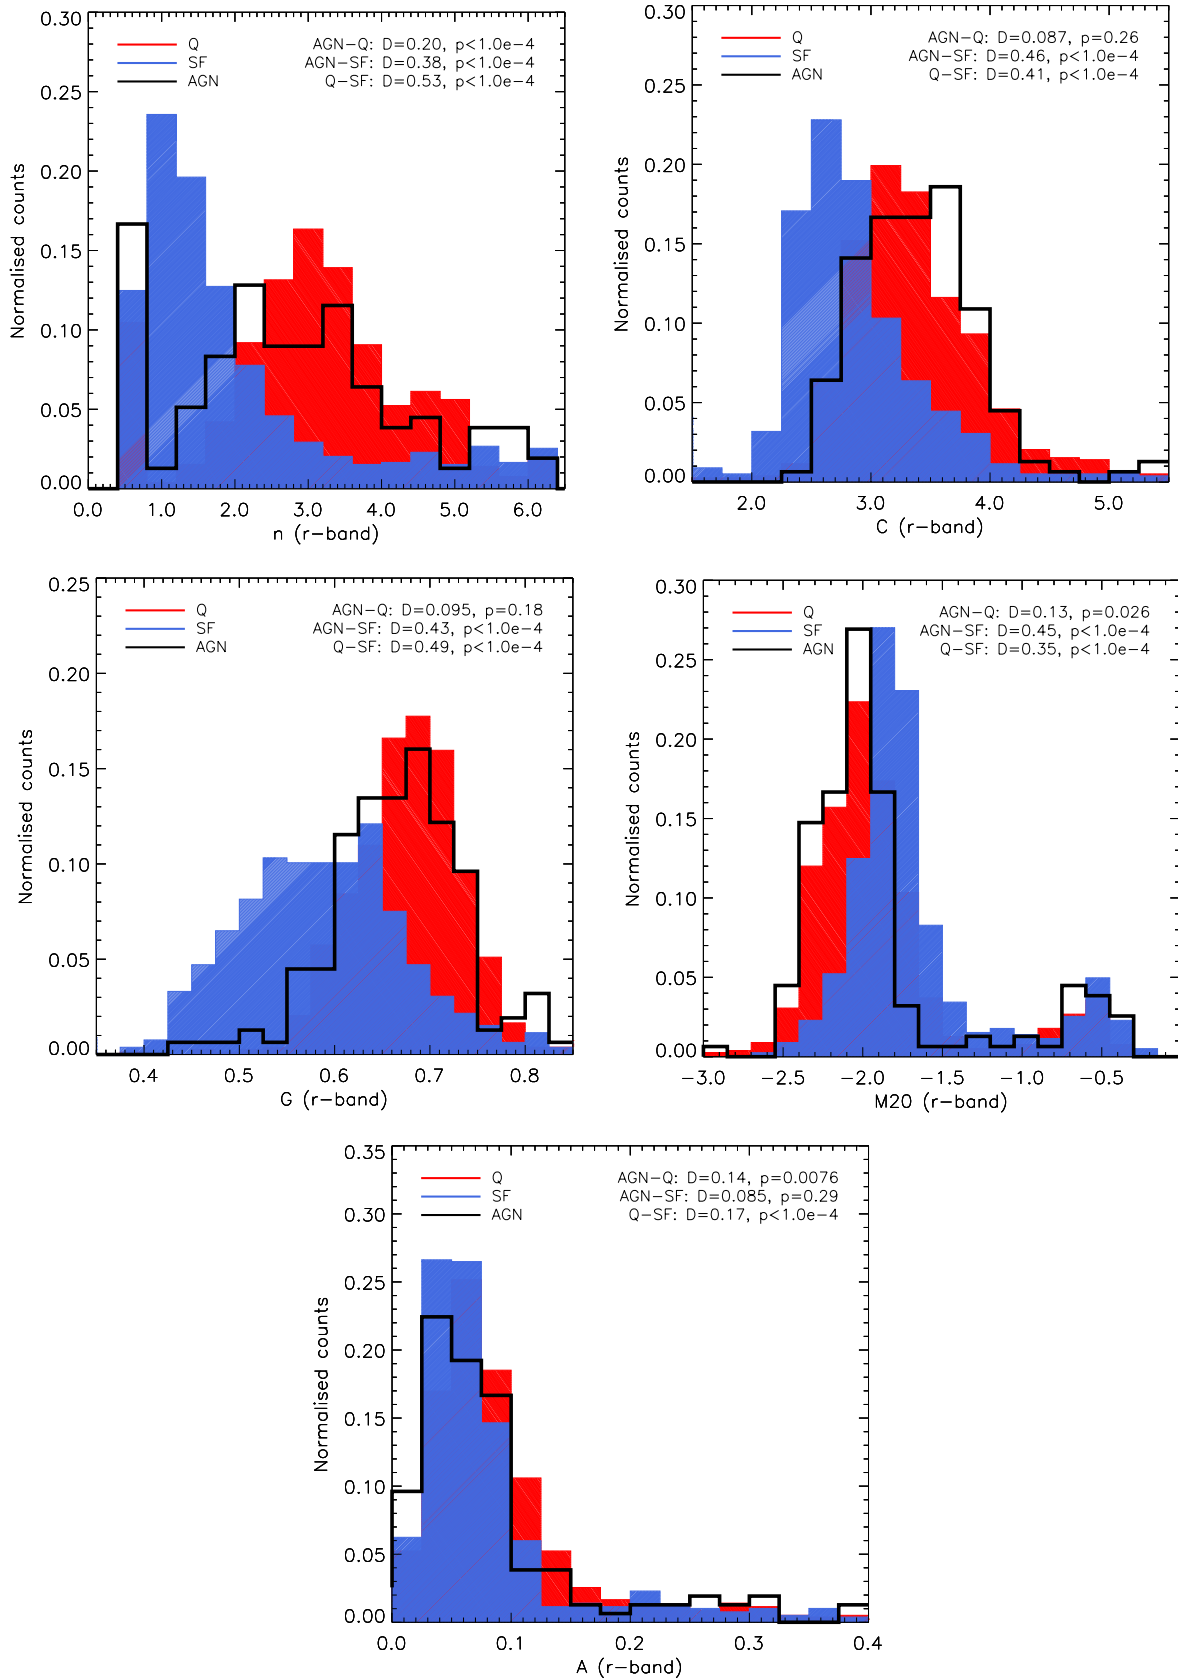 0.30
0.25
0.20
0.15
0.10
0.05
0.00
Normalised counts
Q
SF
AGN
AGN-Q: D=0.20, p<1.0e-4
AGN-SF: D=0.38, p<1.0e-4
Q-SF: D=0.53, p<1.0e-4
0.0 1.0 2.0 3.0 4.0 5.0 6.0
n (r-band)
0.30
0.25
0.20
0.15
0.10
0.05
0.00
Normalised counts
Q
SF
AGN
AGN-Q: D=0.087, p=0.26
AGN-SF: D=0.46, p<1.0e-4
Q-SF: D=0.41, p<1.0e-4
2.0 3.0 4.0 5.0
C (r-band)
0.25
0.20
0.15
0.10
0.05
0.00
Normalised counts
Q
SF
AGN
AGN-Q: D=0.095, p=0.18
AGN-SF: D=0.43, p<1.0e-4
Q-SF: D=0.49, p<1.0e-4
0.4 0.5 0.6 0.7 0.8
G (r-band)
0.30
0.25
0.20
0.15
0.10
0.05
0.00
Normalised counts
Q
SF
AGN
AGN-Q: D=0.13, p=0.026
AGN-SF: D=0.45, p<1.0e-4
Q-SF: D=0.35, p<1.0e-4
-3.0 -2.5 -2.0 -1.5 -1.0 -0.5
M20 (r-band)
0.35
0.30
0.25
0.20
0.15
0.10
0.05
0.00
Normalised counts
Q
SF
AGN
AGN-Q: D=0.14, p=0.0076
AGN-SF: D=0.085, p=0.29
Q-SF: D=0.17, p<1.0e-4
0.0 0.1 0.2 0.3 0.4
A (r-band)